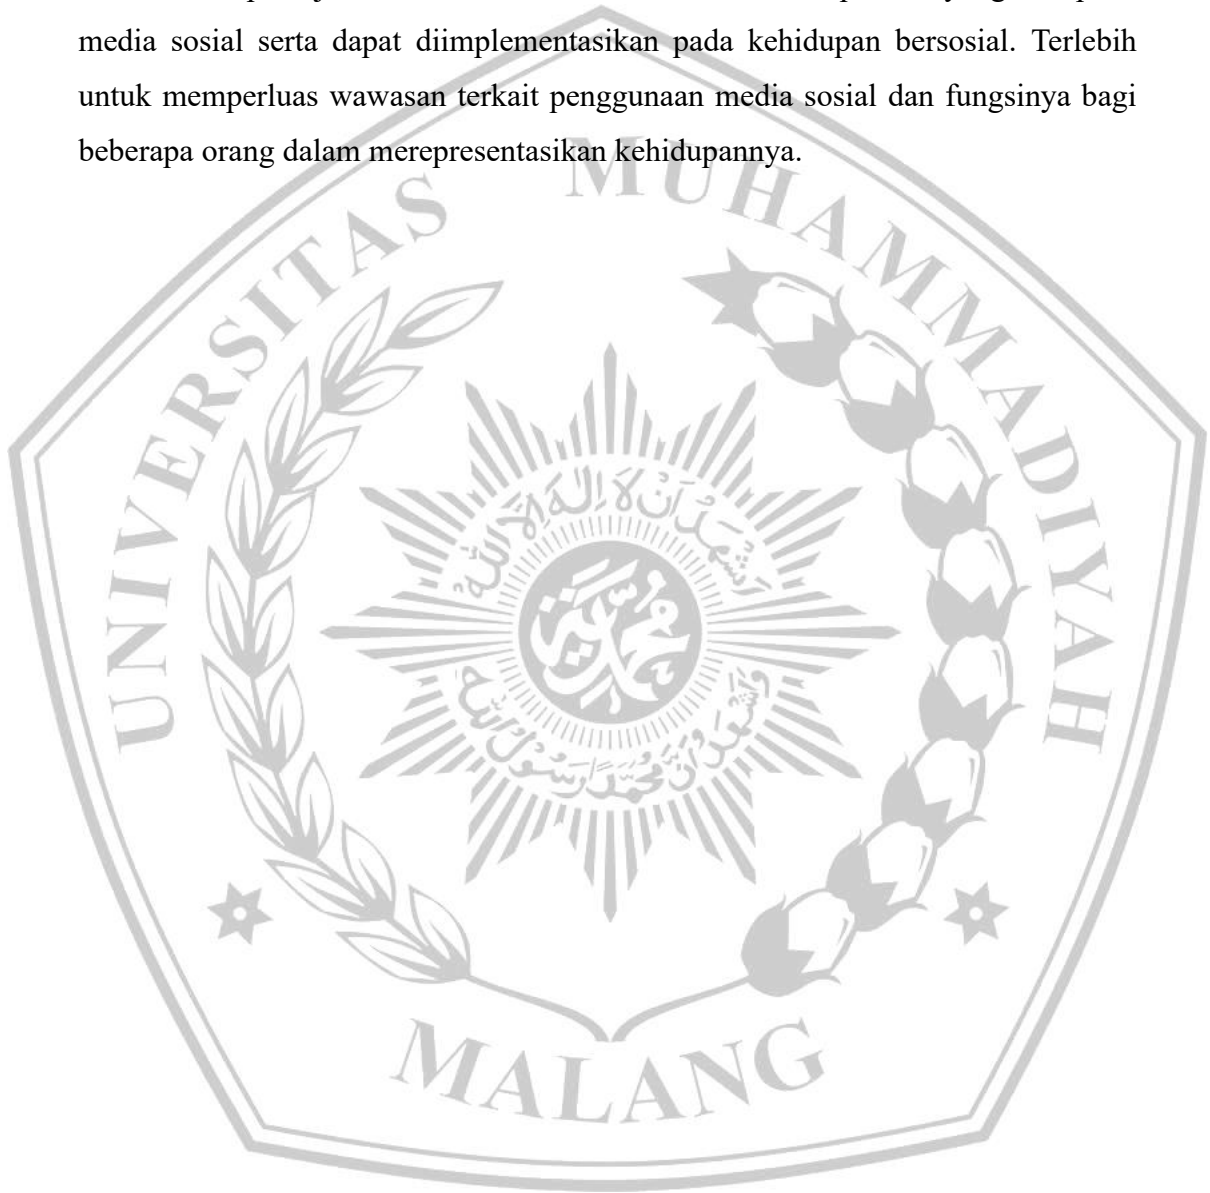 media sosial serta dapat diimplementasikan pada kehidupan bersosial. Terlebih
untuk memperluas wawasan terkait penggunaan media sosial dan fungsinya bagi
beberapa orang dalam merepresentasikan kehidupannya.
UNIVERSITAS MUHAMMADIYAH
MALANG